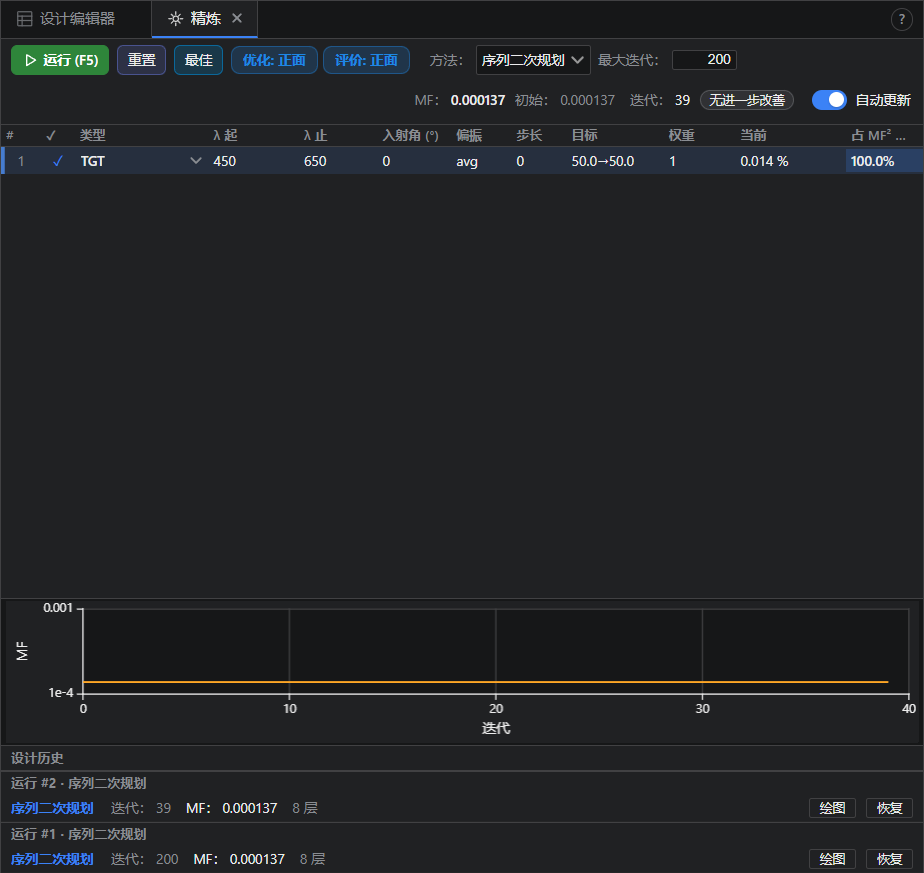 设计编辑器 精炼 ✕ ?
运行 (F5) 重置 最佳 优化: 正面 评价: 正面 方法: 序列二次规划 最大迭代: 200
MF: 0.000137 初始: 0.000137 迭代: 39 无进一步改善 自动更新
# ✓ 类型 λ 起 λ 止 入射角 (°) 偏振 步长 目标 权重 当前 占 MF² ...
1 ✓ TGT 450 650 0 avg 0 50.0→50.0 1 0.014 % 100.0%
0.001
MF
1e-4
0 10 20 30 40
迭代
设计历史
运行 #2 · 序列二次规划
序列二次规划 迭代: 39 MF: 0.000137 8 层 绘图 恢复
运行 #1 · 序列二次规划
序列二次规划 迭代: 200 MF: 0.000137 8 层 绘图 恢复